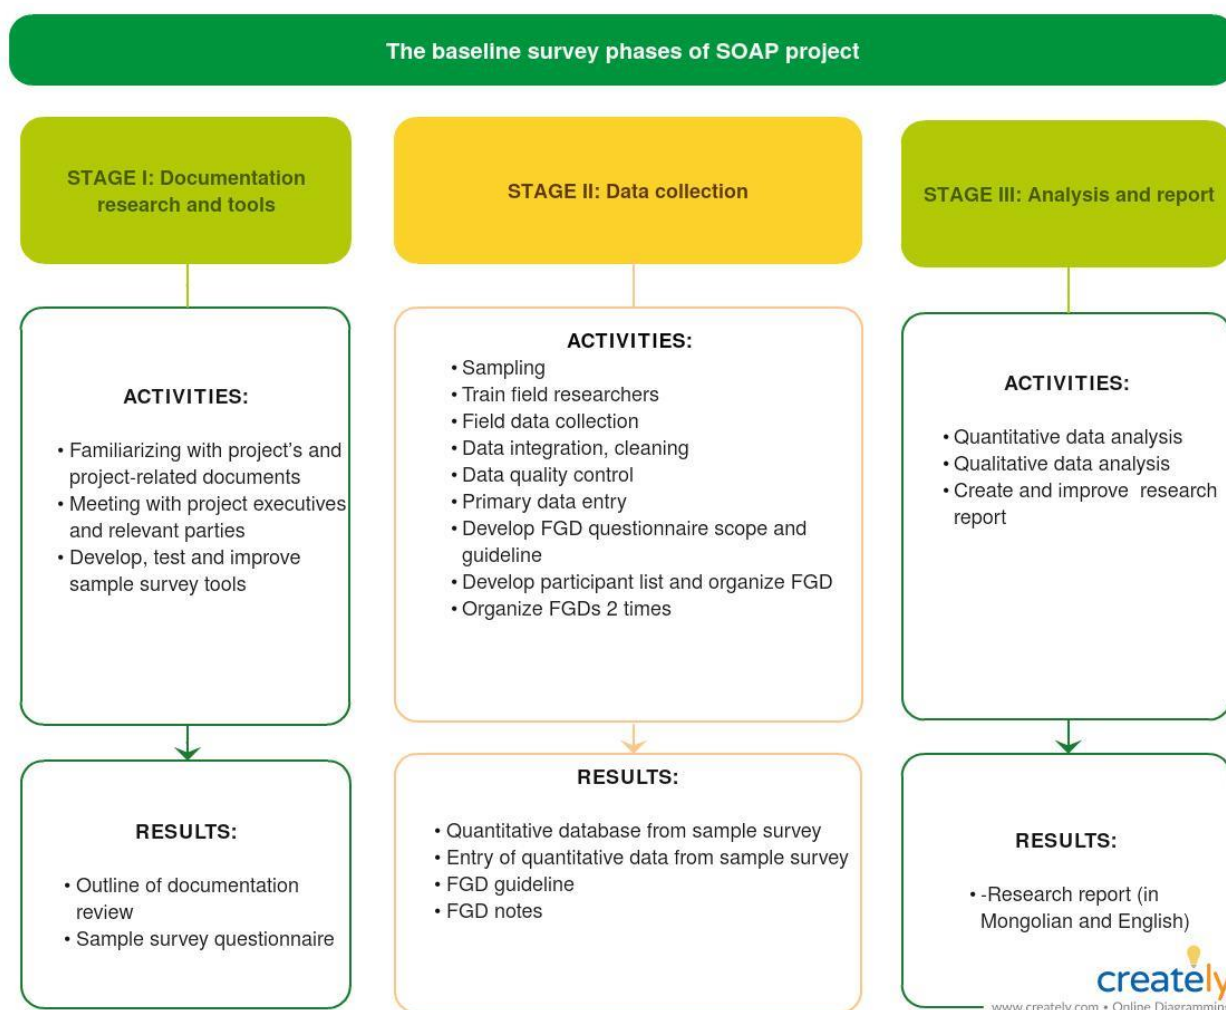 The baseline survey phases of SOAP project
STAGE I: Documentation
research and tools
ACTIVITIES:
• Familiarizing with project's and
project-related documents
• Meeting with project executives
and relevant parties
• Develop, test and improve
sample survey tools
RESULTS:
• Outline of documentation
review
• Sample survey questionnaire
STAGE II: Data collection
ACTIVITIES:
• Sampling
• Train field researchers
• Field data collection
• Data integration, cleaning
• Data quality control
• Primary data entry
• Develop FGD questionnaire scope and
guideline
• Develop participant list and organize FGD
• Organize FGDs 2 times
RESULTS:
• Quantitative database from sample survey
• Entry of quantitative data from sample survey
• FGD guideline
• FGD notes
STAGE III: Analysis and report
ACTIVITIES:
• Quantitative data analysis
• Qualitative data analysis
• Create and improve research
report
RESULTS:
• -Research report (in
Mongolian and English)
creately
www.creately.com • Online Diagramming